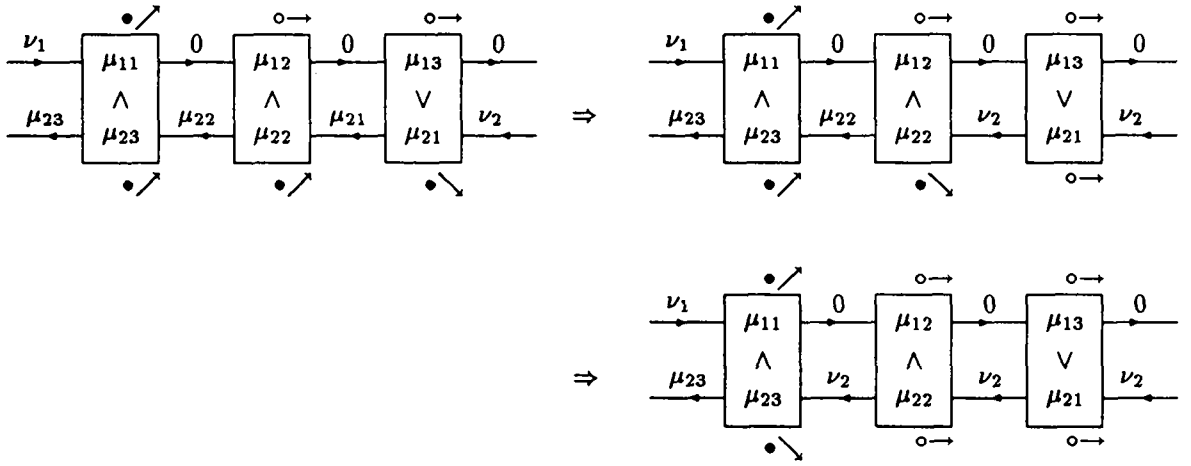 ν₁ 0 0 0 ν₁ 0 0 0
μ₁₁ μ₁₂ μ₁₃ μ₁₁ μ₁₂ μ₁₃
∧ ∧ ∨ ⇒ ∧ ∧ ∨
μ₂₃ μ₂₂ μ₂₁ ν₂ μ₂₃ μ₂₂ ν₂ ν₂
μ₂₃ μ₂₂ μ₂₁ μ₂₃ μ₂₂ μ₂₁
ν₁ 0 0 0
μ₁₁ μ₁₂ μ₁₃
⇒ ∧ ∧ ∨
μ₂₃ ν₂ ν₂ ν₂
μ₂₃ μ₂₂ μ₂₁